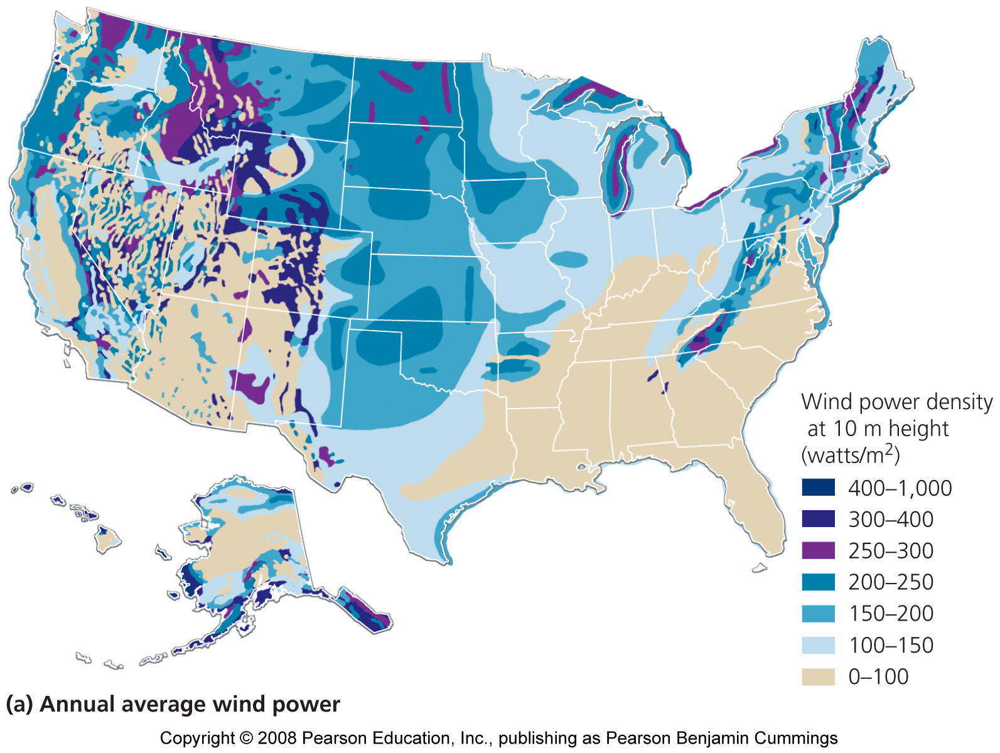 Wind power density
at 10 m height
(watts/m²)
400–1,000
300–400
250–300
200–250
150–200
100–150
0–100
(a) Annual average wind power
Copyright © 2008 Pearson Education, Inc., publishing as Pearson Benjamin Cummings